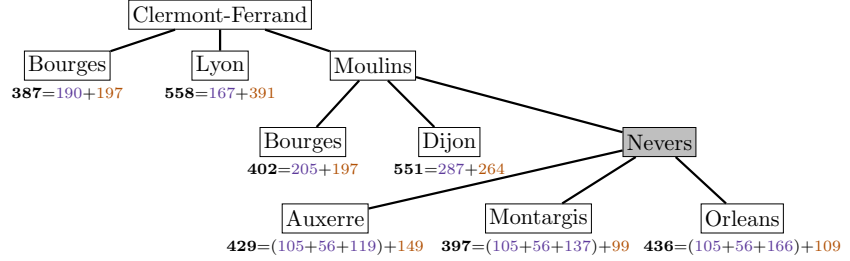 Clermont-Ferrand
Bourges
Lyon
Moulins
387=190+197
558=167+391
Bourges
Dijon
Nevers
402=205+197
551=287+264
Auxerre
Montargis
Orleans
429=(105+56+119)+149
397=(105+56+137)+99
436=(105+56+166)+109